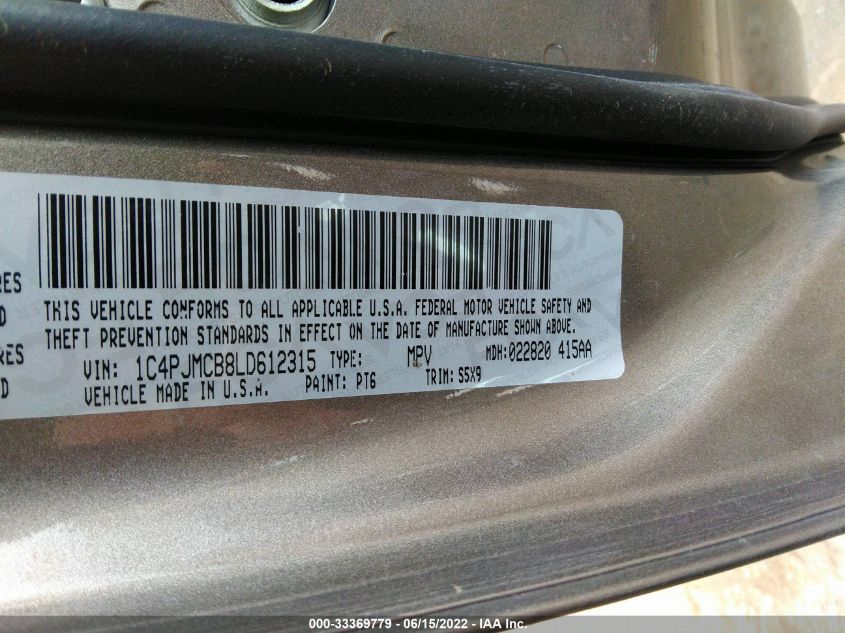 THIS VEHICLE CONFORMS TO ALL APPLICABLE U.S.A. FEDERAL MOTOR VEHICLE SAFETY AND
THEFT PREVENTION STANDARDS IN EFFECT ON THE DATE OF MANUFACTURE SHOWN ABOVE.
VIN: 1C4PJMCB8LD612315 TYPE: MPV MDH:022820 415AA
VEHICLE MADE IN U.S.A. PAINT: PT6 TRIM: S5X9
RES
D
RES
D
000-33369779 - 06/15/2022 - IAA Inc.